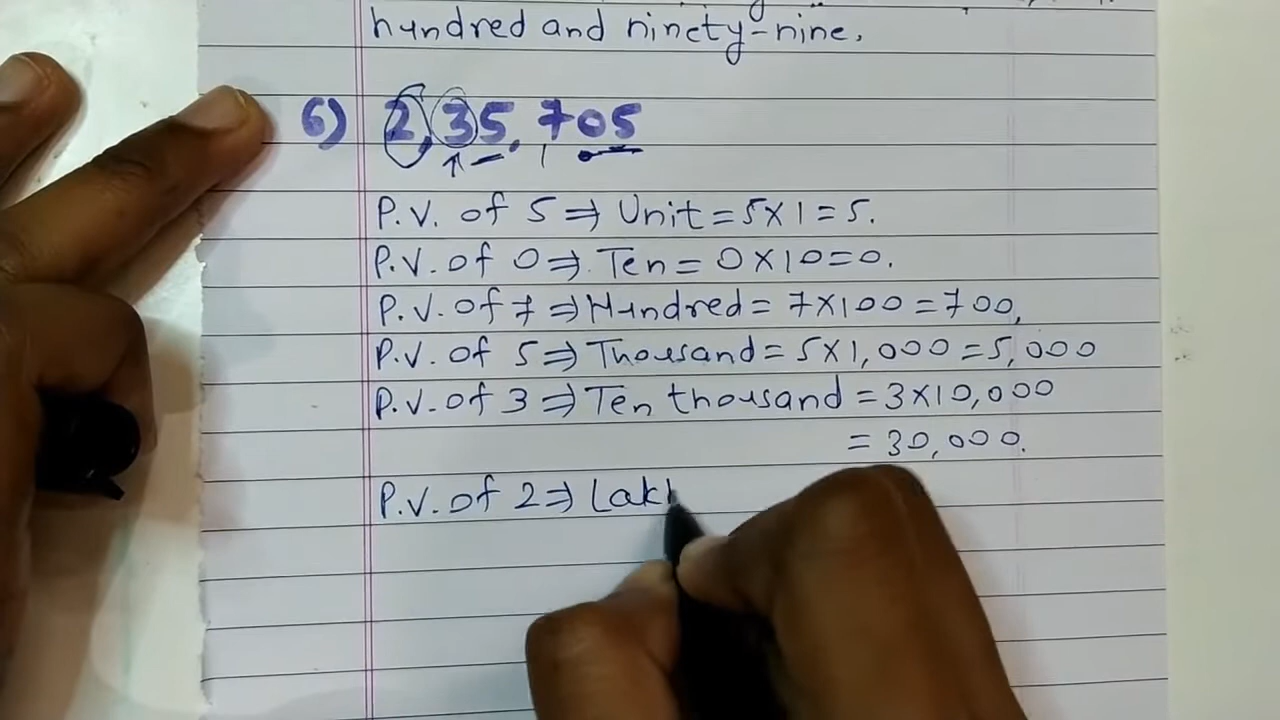 hundred and ninety-nine.
6) 2,35,705
P.V. of 5 ⇒ Unit = 5×1 = 5.
P.V. of 0 ⇒ Ten = 0×10=0.
P.V. of 7 ⇒ Hundred = 7×100 = 700,
P.V. of 5 ⇒ Thousand = 5×1,000 = 5,000
P.V. of 3 ⇒ Ten thousand = 3×10,000
= 30,000.
P.V. of 2 ⇒ Lak